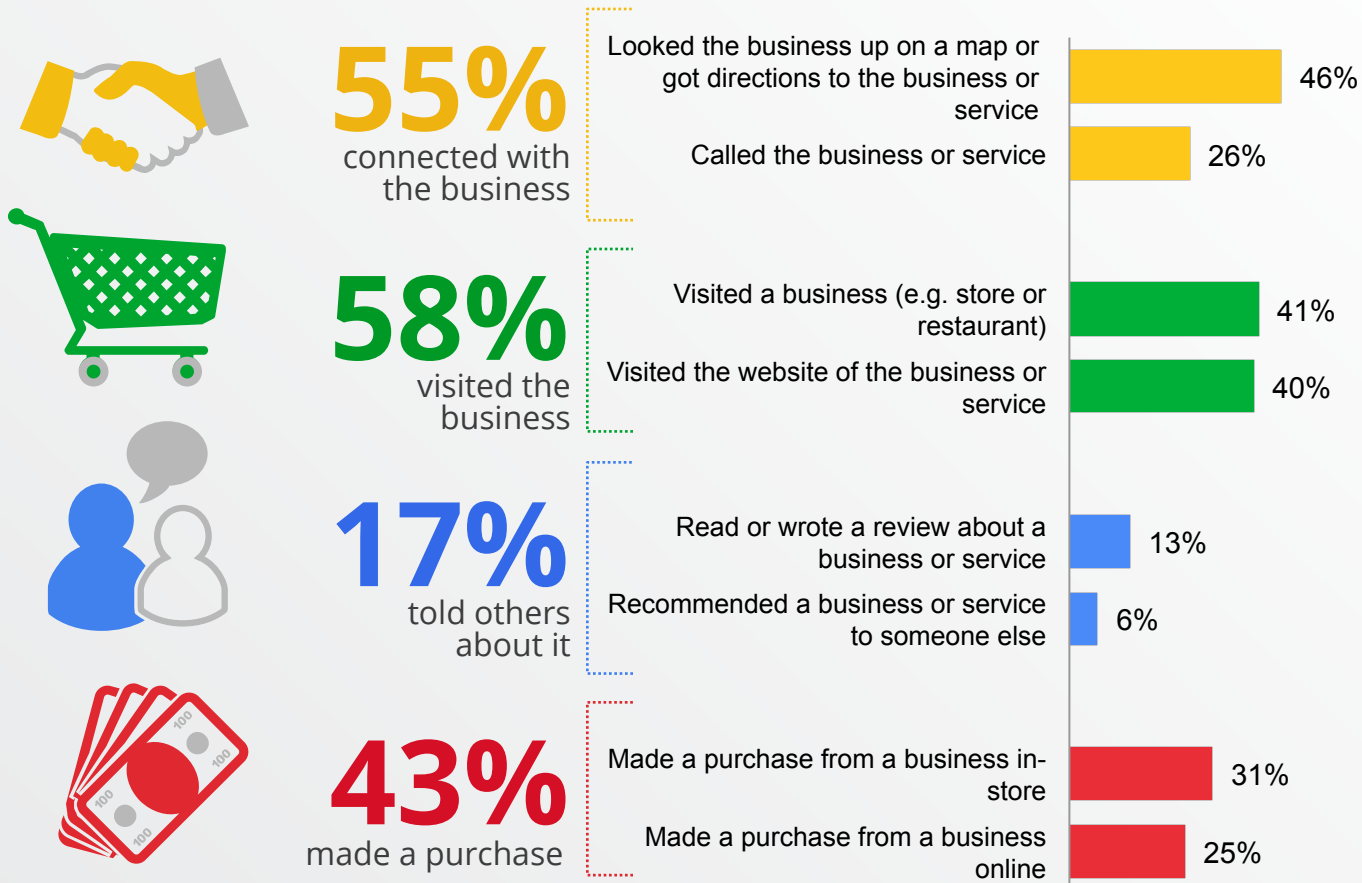 55%
connected with
the business
Looked the business up on a map or
got directions to the business or
service
46%
Called the business or service
26%
58%
visited the
business
Visited a business (e.g. store or
restaurant)
41%
Visited the website of the business or
service
40%
17%
told others
about it
Read or wrote a review about a
business or service
13%
Recommended a business or service
to someone else
6%
100
100
100
100
43%
made a purchase
Made a purchase from a business in-
store
31%
Made a purchase from a business
online
25%